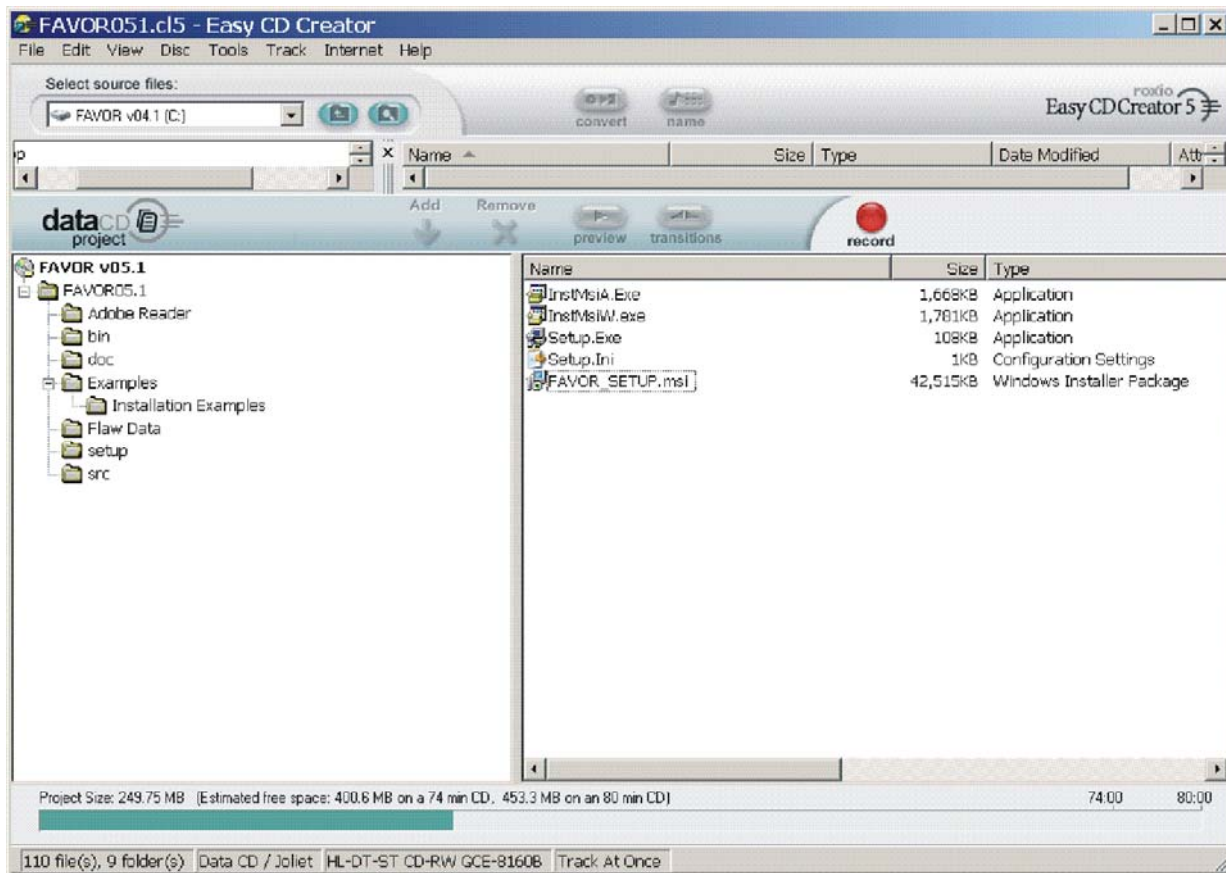 FAVOR051.cl5 - Easy CD Creator
File Edit View Disc Tools Track Internet Help
Select source files:
FAVOR v04.1 (C:)
convert name
roxio
Easy CD Creator 5
p
Name Size Type Date Modified Att
data CD project
Add Remove preview transitions record
FAVOR v05.1
FAVOR05.1
Adobe Reader
bin
doc
Examples
Installation Examples
Flaw Data
setup
src
Name Size Type
InstMsiA.Exe 1,668KB Application
InstMsiW.exe 1,781KB Application
Setup.Exe 108KB Application
Setup.Ini 1KB Configuration Settings
FAVOR_SETUP.msi 42,515KB Windows Installer Package
Project Size: 249.75 MB (Estimated free space: 400.6 MB on a 74 min CD, 453.3 MB on an 80 min CD)
74:00 80:00
110 file(s), 9 folder(s) Data CD / Joliet HL-DT-ST CD-RW GCE-8160B Track At Once